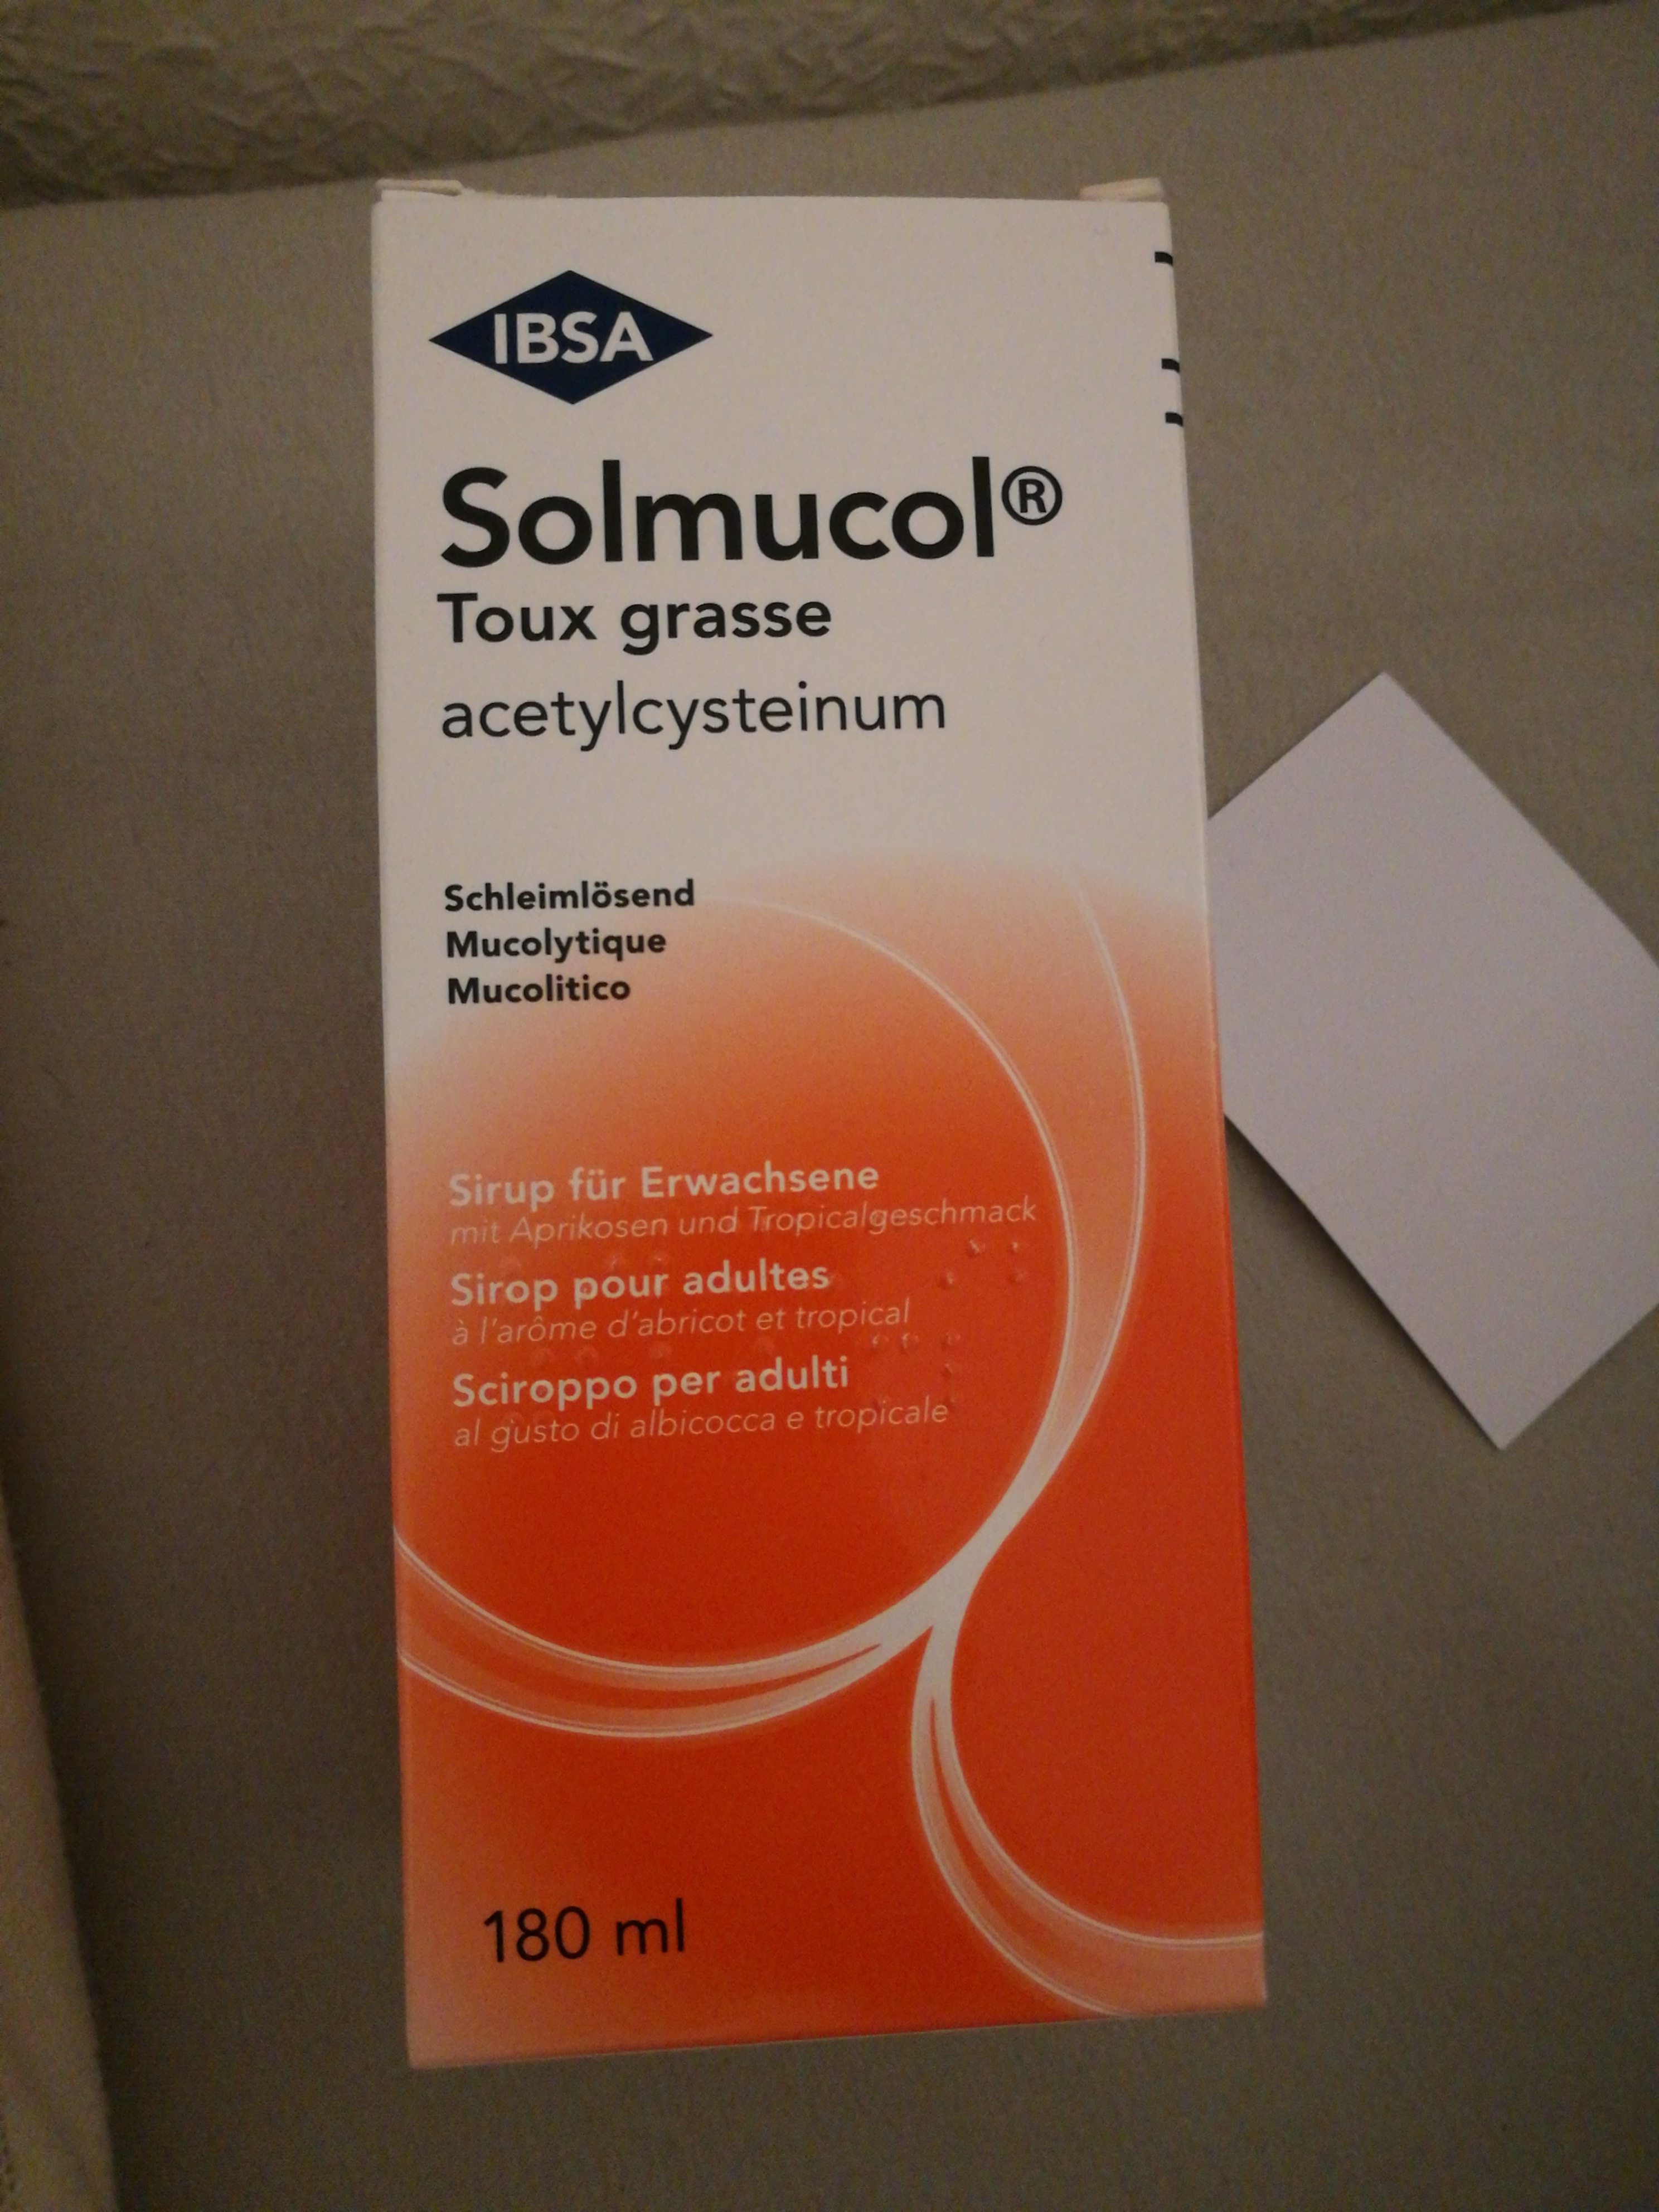 IBSA
Solmucol®
Toux grasse
acetylcysteinum
Schleimlösend
Mucolytique
Mucolitico
Sirup für Erwachsene
mit Aprikosen und Tropicalgeschmack
Sirop pour adultes
à l'arôme d'abricot et tropical
Sciroppo per adulti
al gusto di albicocca e tropicale
180 ml